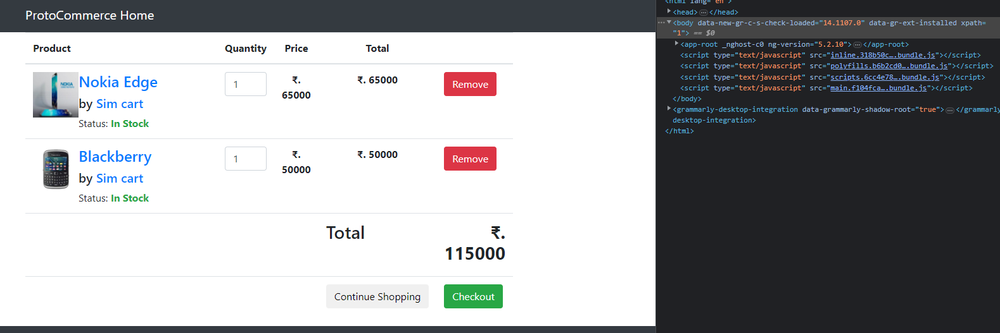 ProtoCommerce Home
Product Quantity Price Total
NOKIA
Nokia Edge
by Sim cart
Status: In Stock
1
₹.
65000
₹. 65000
Remove
Blackberry
by Sim cart
Status: In Stock
1
₹.
50000
₹. 50000
Remove
Total
₹.
115000
Continue Shopping
Checkout
<html lang="en">
<head>⋯</head>
⋯<body data-new-gr-c-s-check-loaded="14.1107.0" data-gr-ext-installed xpath=
"1"> == $0
<app-root _nghost-c0 ng-version="5.2.10">⋯</app-root>
<script type="text/javascript" src="inline.318b50c….bundle.js"></script>
<script type="text/javascript" src="polyfills.b6b2cd0….bundle.js"></script>
<script type="text/javascript" src="scripts.6cc4e78….bundle.js"></script>
<script type="text/javascript" src="main.f104fca….bundle.js"></script>
</body>
<grammarly-desktop-integration data-grammarly-shadow-root="true">⋯</grammarly
desktop-integration>
</html>